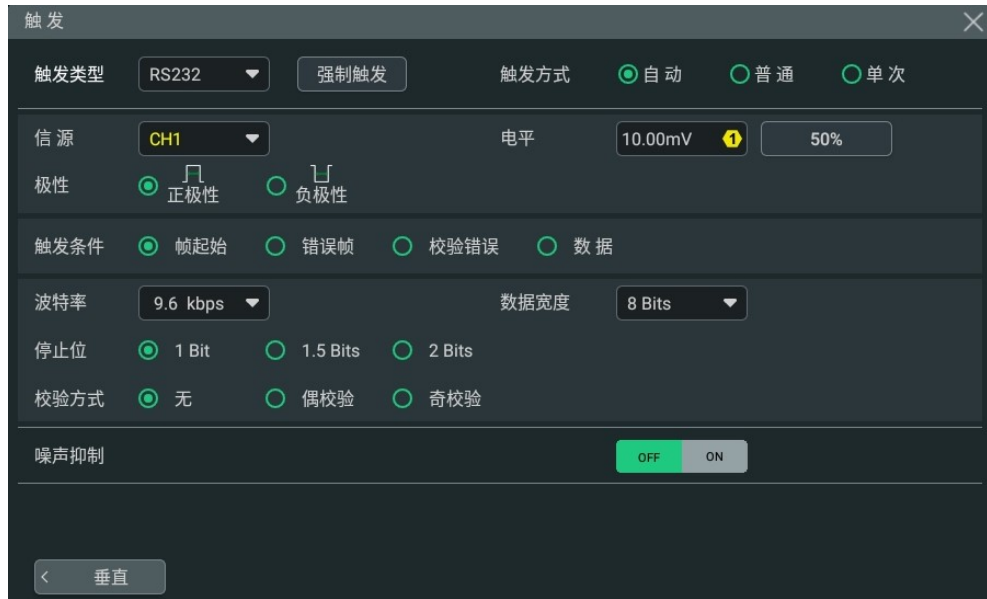 触发
触发类型 RS232 强制触发 触发方式 自动 普通 单次
信源 CH1 电平 10.00mV 1 50%
极性 正极性 负极性
触发条件 帧起始 错误帧 校验错误 数据
波特率 9.6 kbps 数据宽度 8 Bits
停止位 1 Bit 1.5 Bits 2 Bits
校验方式 无 偶校验 奇校验
噪声抑制 OFF ON
垂直